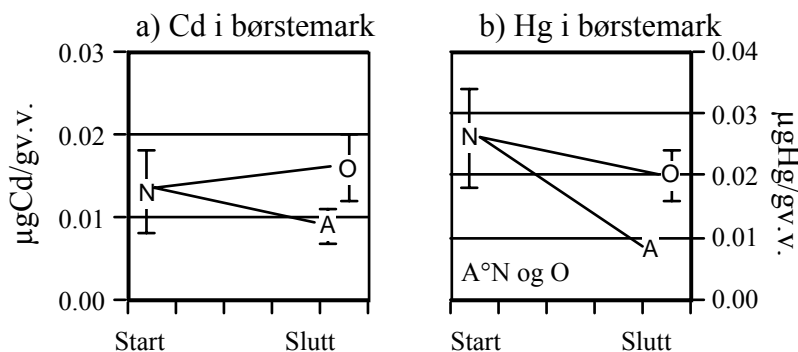 a) Cd i børstemark
b) Hg i børstemark
0.03
0.02
0.01
0.00
µgCd/gv.v.
N
O
A
Start
Slutt
N
O
A
A°N og O
Start
Slutt
0.04
0.03
0.02
0.01
0.00
µgHg/gv.v.